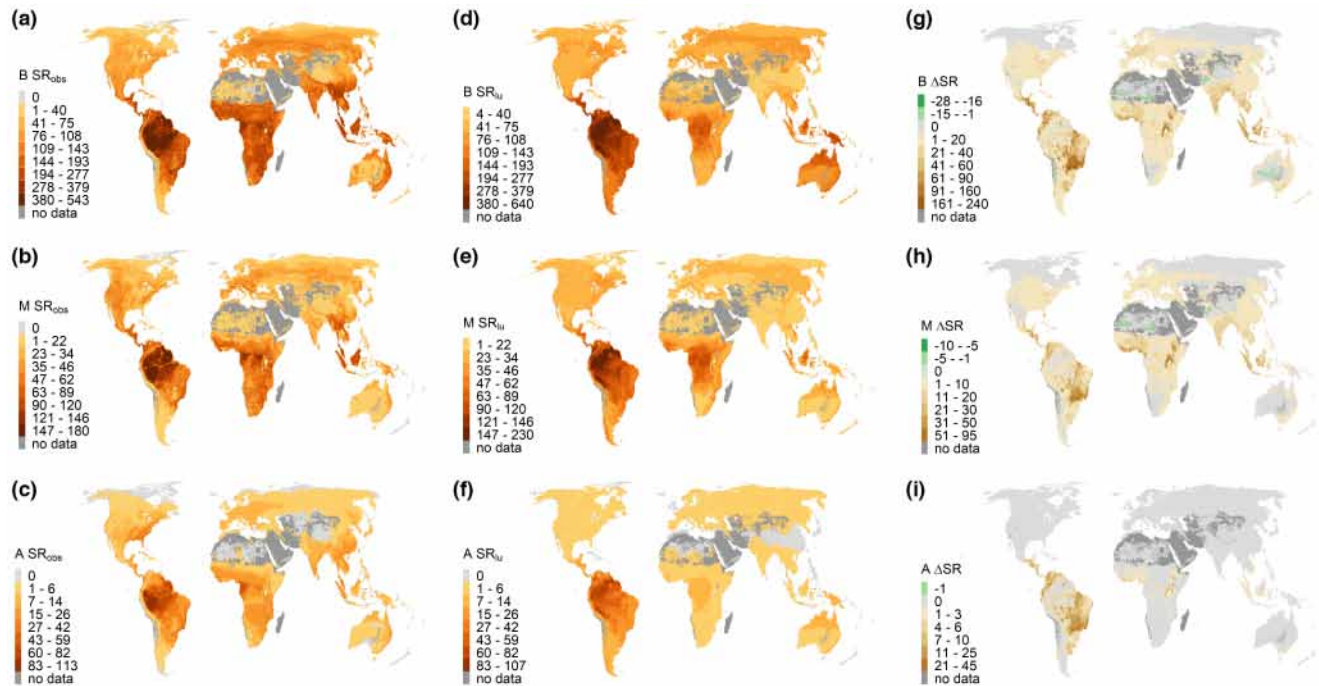 (a)
B SRobs
0
1 - 40
41 - 75
76 - 108
109 - 143
144 - 193
194 - 277
278 - 379
380 - 543
no data
(d)
B SRlu
4 - 40
41 - 75
76 - 108
109 - 143
144 - 193
194 - 277
278 - 379
380 - 640
no data
(g)
B ΔSR
-28 - -16
-15 - -1
0
1 - 20
21 - 40
41 - 60
61 - 90
91 - 160
161 - 240
no data
(b)
M SRobs
0
1 - 22
23 - 34
35 - 46
47 - 62
63 - 89
90 - 120
121 - 146
147 - 180
no data
(e)
M SRlu
1 - 22
23 - 34
35 - 46
47 - 62
63 - 89
90 - 120
121 - 146
147 - 230
no data
(h)
M ΔSR
-10 - -5
-5 - -1
0
1 - 10
11 - 20
21 - 30
31 - 50
51 - 95
no data
(c)
A SRobs
0
1 - 6
7 - 14
15 - 26
27 - 42
43 - 59
60 - 82
83 - 113
no data
(f)
A SRlu
0
1 - 6
7 - 14
15 - 26
27 - 42
43 - 59
60 - 82
83 - 107
no data
(i)
A ΔSR
-1
0
1 - 3
4 - 6
7 - 10
11 - 25
21 - 45
no data